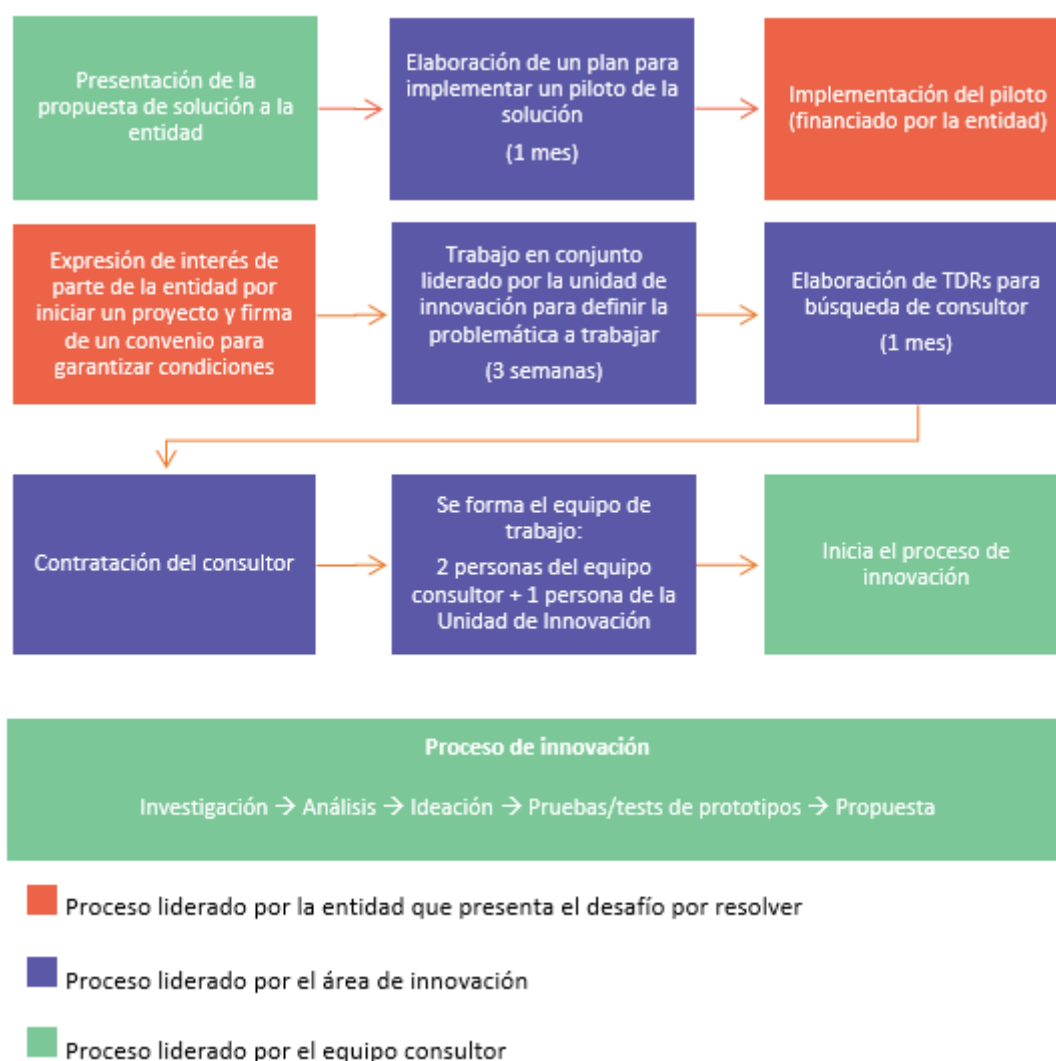 Presentación de la
propuesta de solución a la
entidad
Elaboración de un plan para
implementar un piloto de la
solución
(1 mes)
Implementación del piloto
(financiado por la entidad)
Expresión de interés de
parte de la entidad por
iniciar un proyecto y firma
de un convenio para
garantizar condiciones
Trabajo en conjunto
liderado por la unidad de
innovación para definir la
problemática a trabajar
(3 semanas)
Elaboración de TDRs para
búsqueda de consultor
(1 mes)
Contratación del consultor
Se forma el equipo de
trabajo:
2 personas del equipo
consultor + 1 persona de la
Unidad de Innovación
Inicia el proceso de
innovación
Proceso de innovación
Investigación → Análisis → Ideación → Pruebas/tests de prototipos → Propuesta
Proceso liderado por la entidad que presenta el desafío por resolver
Proceso liderado por el área de innovación
Proceso liderado por el equipo consultor